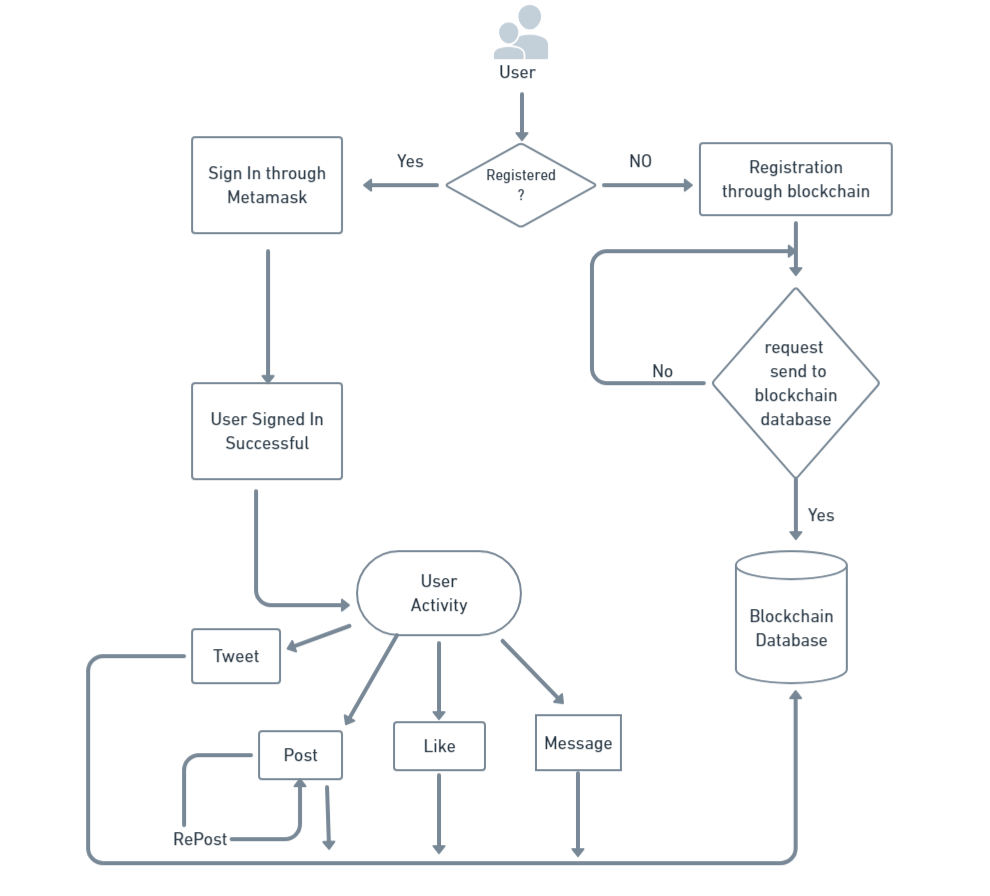 User
Registered
?
Yes
NO
Sign In through
Metamask
Registration
through blockchain
request
send to
blockchain
database
No
Yes
User Signed In
Successful
User
Activity
Blockchain
Database
Tweet
Post
Like
Message
RePost